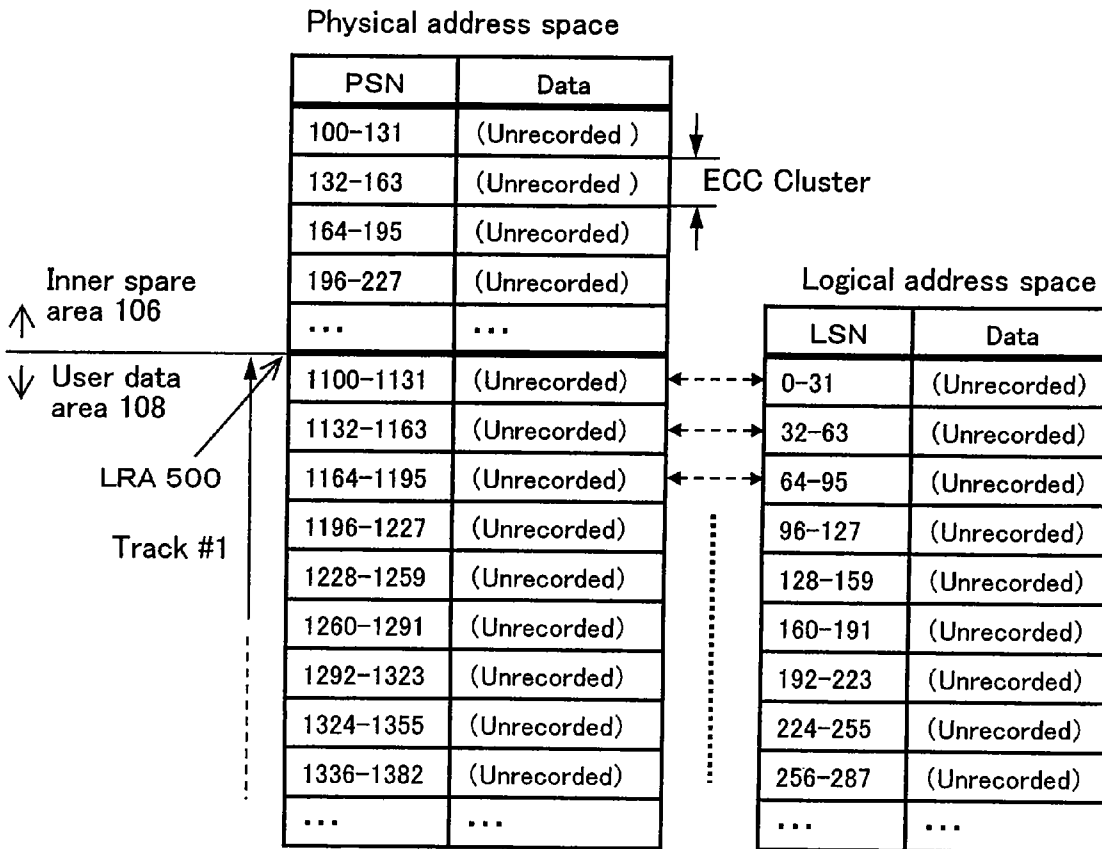 Physical address space
PSN Data
100-131 (Unrecorded )
132-163 (Unrecorded )
ECC Cluster
164-195 (Unrecorded)
196-227 (Unrecorded)
... ...
Inner spare
area 106
User data
area 108
LRA 500
Track #1
1100-1131 (Unrecorded)
1132-1163 (Unrecorded)
1164-1195 (Unrecorded)
1196-1227 (Unrecorded)
1228-1259 (Unrecorded)
1260-1291 (Unrecorded)
1292-1323 (Unrecorded)
1324-1355 (Unrecorded)
1336-1382 (Unrecorded)
... ...
Logical address space
LSN Data
0-31 (Unrecorded)
32-63 (Unrecorded)
64-95 (Unrecorded)
96-127 (Unrecorded)
128-159 (Unrecorded)
160-191 (Unrecorded)
192-223 (Unrecorded)
224-255 (Unrecorded)
256-287 (Unrecorded)
... ...